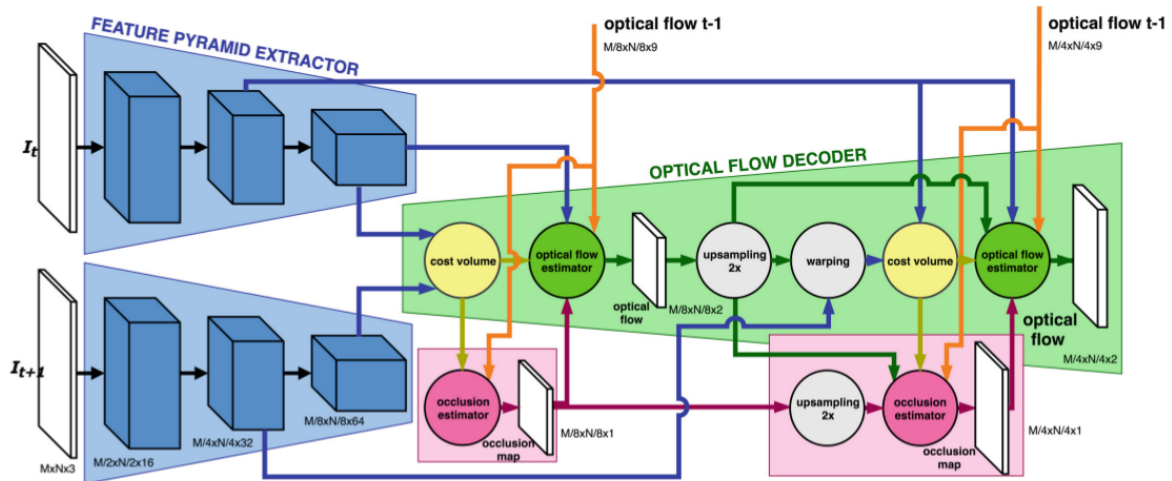 FEATURE PYRAMID EXTRACTOR
optical flow t-1
M/8xN/8x9
optical flow t-1
M/4xN/4x9
It
OPTICAL FLOW DECODER
cost volume
optical flow
estimator
optical
flow
M/8xN/8x2
upsampling
2x
warping
cost volume
optical flow
estimator
optical
flow
M/4xN/4x2
It+1
MxNx3
M/2xN/2x16
M/4xN/4x32
M/8xN/8x64
occlusion
estimator
occlusion
map
M/8xN/8x1
upsampling
2x
occlusion
estimator
occlusion
map
M/4xN/4x1